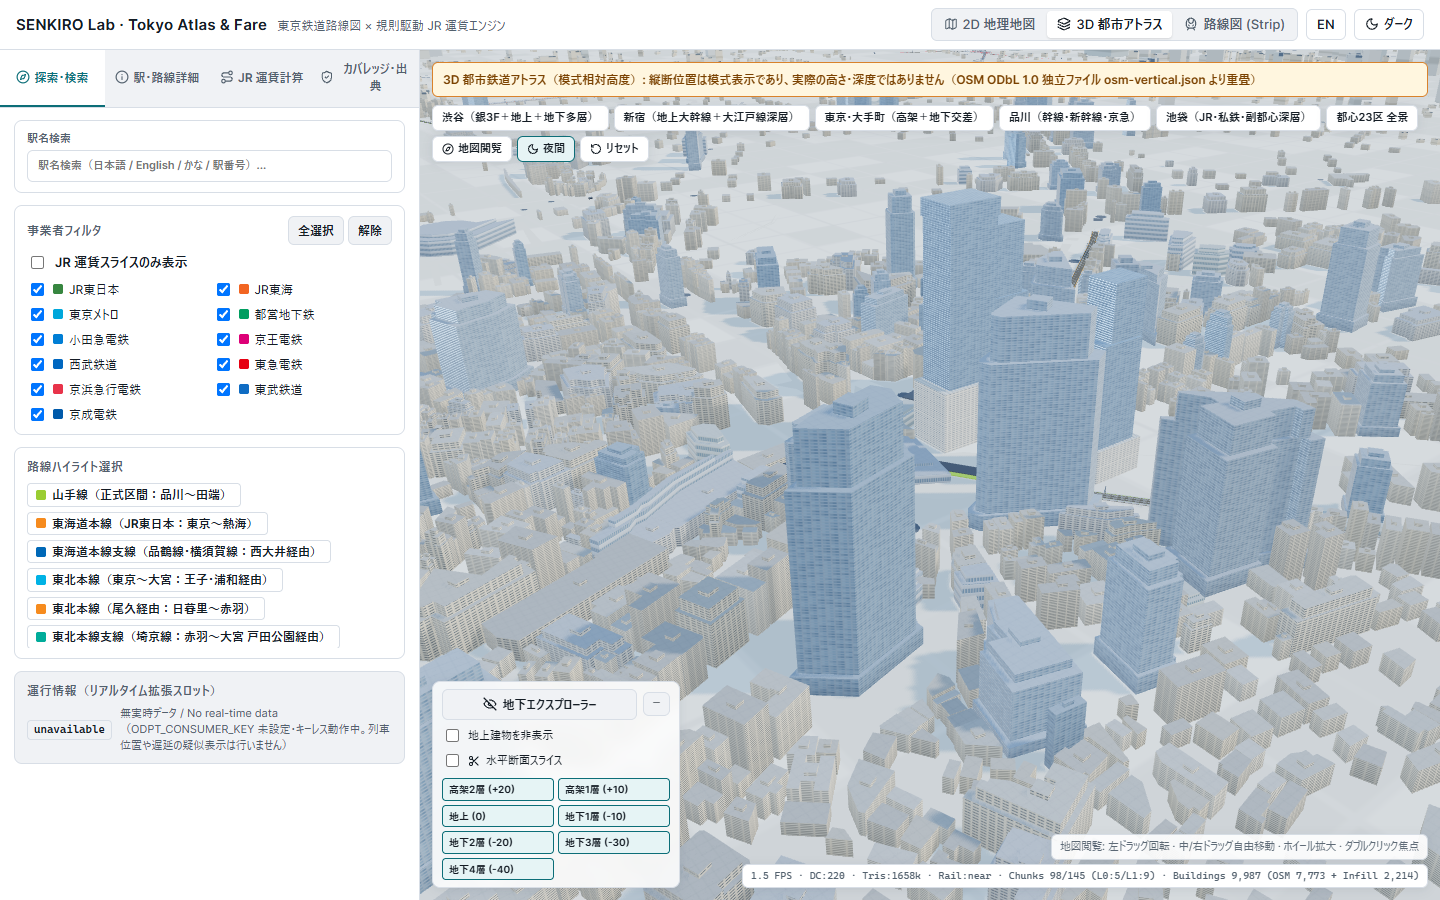 SENKIRO Lab · Tokyo Atlas & Fare
東京鉄道路線図 × 規則駆動 JR 運賃エンジン
2D 地理地図
3D 都市アトラス
路線図 (Strip)
EN
ダーク
探索・検索
駅・路線詳細
JR 運賃計算
カバレッジ・出典
3D 都市鉄道アトラス（模式相対高度）: 縦断位置は模式表示であり、実際の高さ・深度ではありません（OSM ODbL 1.0 独立ファイル osm-vertical.json より重畳）
渋谷（銀3F＋地上＋地下多層）
新宿（地上大幹線＋大江戸線深層）
東京・大手町（高架＋地下交差）
品川（幹線・新幹線・京急）
池袋（JR・私鉄・副都心深層）
都心23区 全景
地図閲覧
夜間
リセット
駅名検索
駅名検索（日本語 / English / かな / 駅番号）...
事業者フィルタ
全選択
解除
JR 運賃スライスのみ表示
JR東日本
JR東海
東京メトロ
都営地下鉄
小田急電鉄
京王電鉄
西武鉄道
東急電鉄
京浜急行電鉄
東武鉄道
京成電鉄
路線ハイライト選択
山手線（正式区間：品川〜田端）
東海道本線（JR東日本：東京〜熱海）
東海道本線支線（品鶴線・横須賀線：西大井経由）
東北本線（東京〜大宮：王子・浦和経由）
東北本線（尾久経由：日暮里〜赤羽）
東北本線支線（埼京線：赤羽〜大宮 戸田公園経由）
運行情報（リアルタイム拡張スロット）
unavailable
無実時データ / No real-time data
（ODPT_CONSUMER_KEY 未設定・キーレス動作中。列車
位置や遅延の疑似表示は行いません）
地下エクスプローラー
−
地上建物を非表示
水平断面スライス
高架2層 (+20)
高架1層 (+10)
地上 (0)
地下1層 (-10)
地下2層 (-20)
地下3層 (-30)
地下4層 (-40)
地図閲覧: 左ドラッグ回転 · 中/右ドラッグ自由移動 · ホイール拡大 · ダブルクリック焦点
1.5 FPS · DC:220 · Tris:1658k · Rail:near · Chunks 98/145 (L0:5/L1:9) · Buildings 9,987 (OSM 7,773 + Infill 2,214)